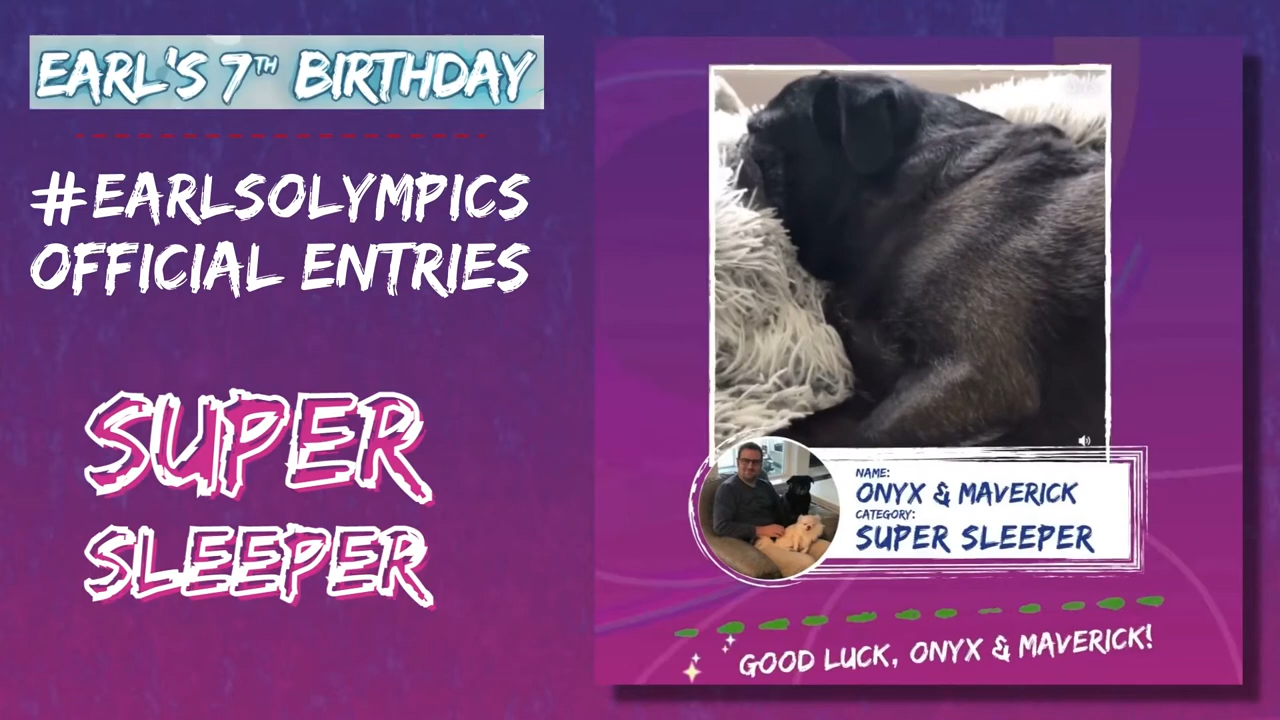 EARL'S 7TH BIRTHDAY
#EARLSOLYMPICS
OFFICIAL ENTRIES
SUPER
SLEEPER
NAME:
ONYX & MAVERICK
CATEGORY:
SUPER SLEEPER
GOOD LUCK, ONYX & MAVERICK!